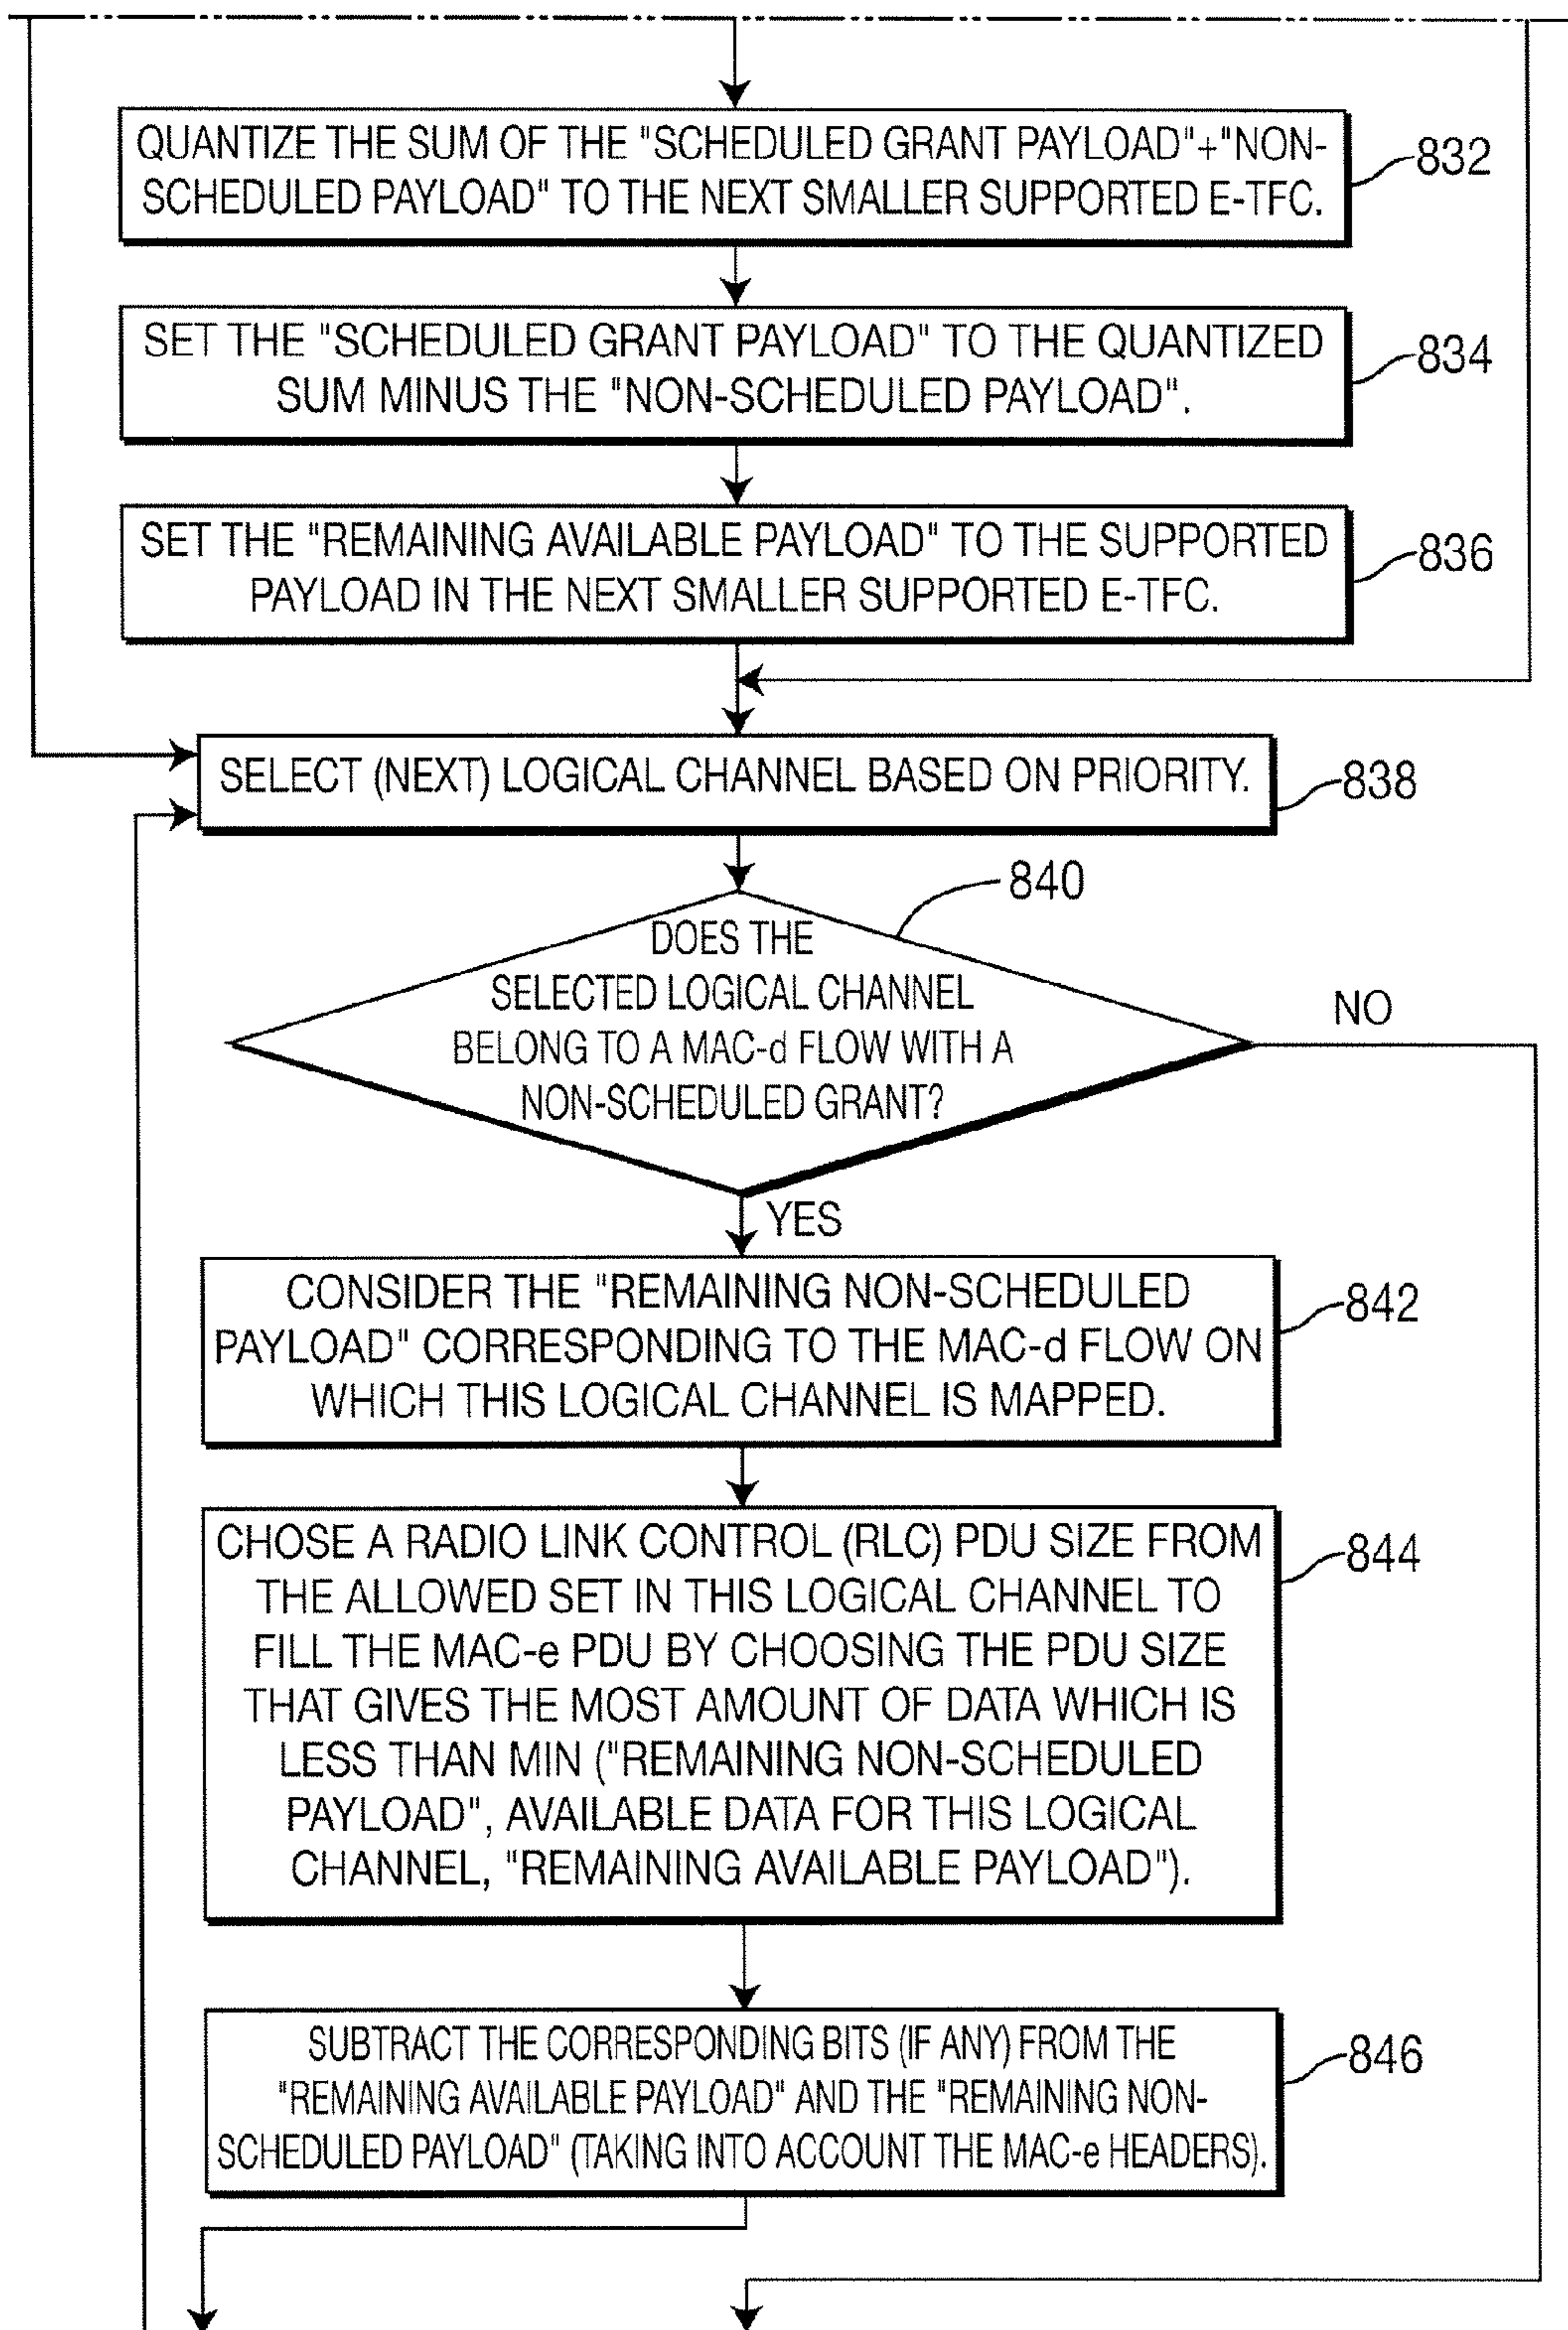 QUANTIZE THE SUM OF THE "SCHEDULED GRANT PAYLOAD"+"NON-
SCHEDULED PAYLOAD" TO THE NEXT SMALLER SUPPORTED E-TFC.
832
SET THE "SCHEDULED GRANT PAYLOAD" TO THE QUANTIZED
SUM MINUS THE "NON-SCHEDULED PAYLOAD".
834
SET THE "REMAINING AVAILABLE PAYLOAD" TO THE SUPPORTED
PAYLOAD IN THE NEXT SMALLER SUPPORTED E-TFC.
836
SELECT (NEXT) LOGICAL CHANNEL BASED ON PRIORITY.
838
840
DOES THE
SELECTED LOGICAL CHANNEL
BELONG TO A MAC-d FLOW WITH A
NON-SCHEDULED GRANT?
NO
YES
CONSIDER THE "REMAINING NON-SCHEDULED
PAYLOAD" CORRESPONDING TO THE MAC-d FLOW ON
WHICH THIS LOGICAL CHANNEL IS MAPPED.
842
CHOSE A RADIO LINK CONTROL (RLC) PDU SIZE FROM
THE ALLOWED SET IN THIS LOGICAL CHANNEL TO
FILL THE MAC-e PDU BY CHOOSING THE PDU SIZE
THAT GIVES THE MOST AMOUNT OF DATA WHICH IS
LESS THAN MIN ("REMAINING NON-SCHEDULED
PAYLOAD", AVAILABLE DATA FOR THIS LOGICAL
CHANNEL, "REMAINING AVAILABLE PAYLOAD").
844
SUBTRACT THE CORRESPONDING BITS (IF ANY) FROM THE
"REMAINING AVAILABLE PAYLOAD" AND THE "REMAINING NON-
SCHEDULED PAYLOAD" (TAKING INTO ACCOUNT THE MAC-e HEADERS).
846